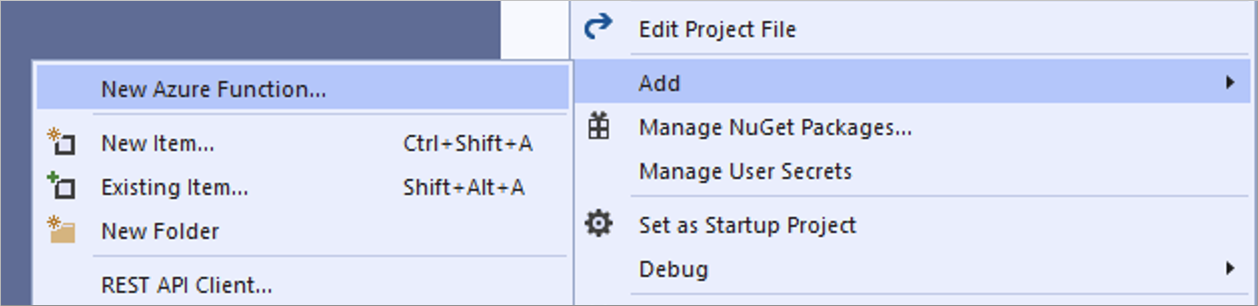 Edit Project File
Add
Manage NuGet Packages...
Manage User Secrets
Set as Startup Project
Debug
New Azure Function...
New Item... Ctrl+Shift+A
Existing Item... Shift+Alt+A
New Folder
REST API Client...